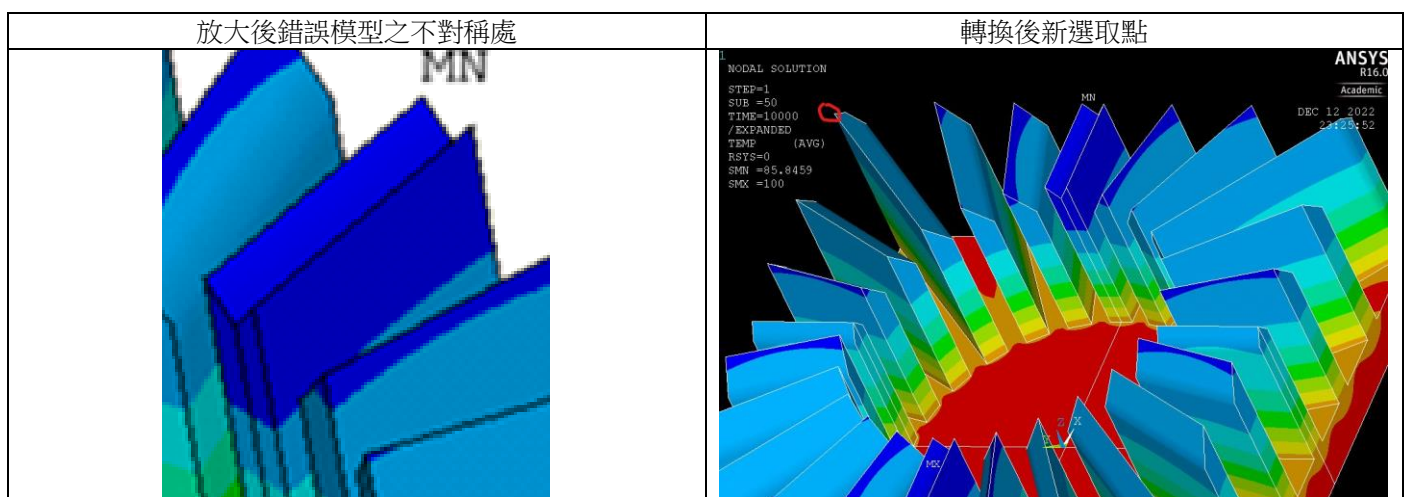 放大後錯誤模型之不對稱處
轉換後新選取點
MN
1
NODAL SOLUTION
STEP=1
SUB =50
TIME=10000
/EXPANDED
TEMP (AVG)
RSYS=0
SMN =85.8459
SMX =100
ANSYS
R16.0
Academic
DEC 12 2022
23:25:52
MN
Z X
MX